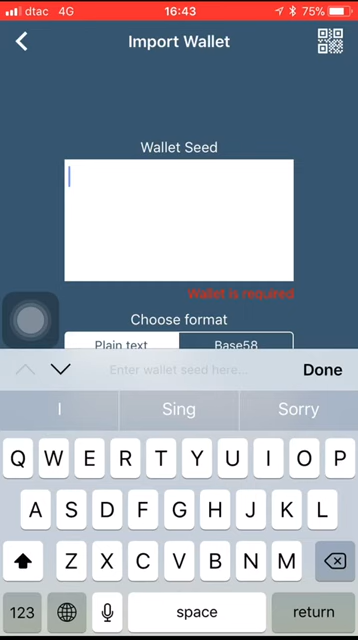 dtac 4G 16:43 75%
Import Wallet
Wallet Seed
Wallet is required
Choose format
Plain text Base58
Enter wallet seed here... Done
I Sing Sorry
Q W E R T Y U I O P
A S D F G H J K L
Z X C V B N M
123 space return